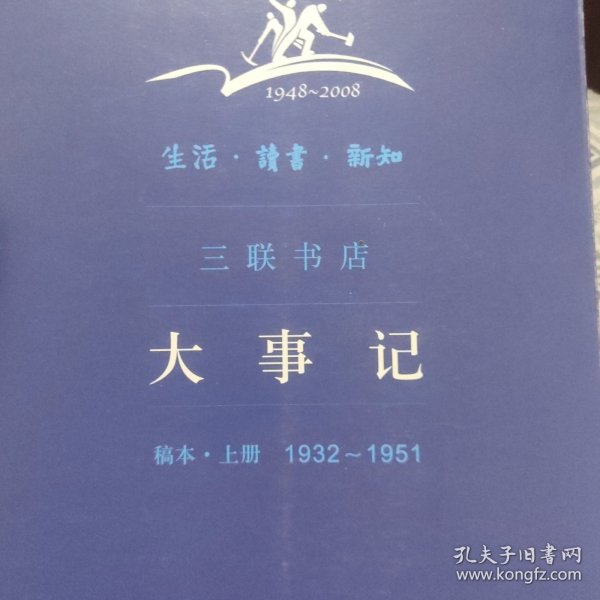 1948~2008
生活·讀書·新知
三联书店
大事记
稿本·上册 1932~1951
孔夫子旧书网
www.kongfz.com